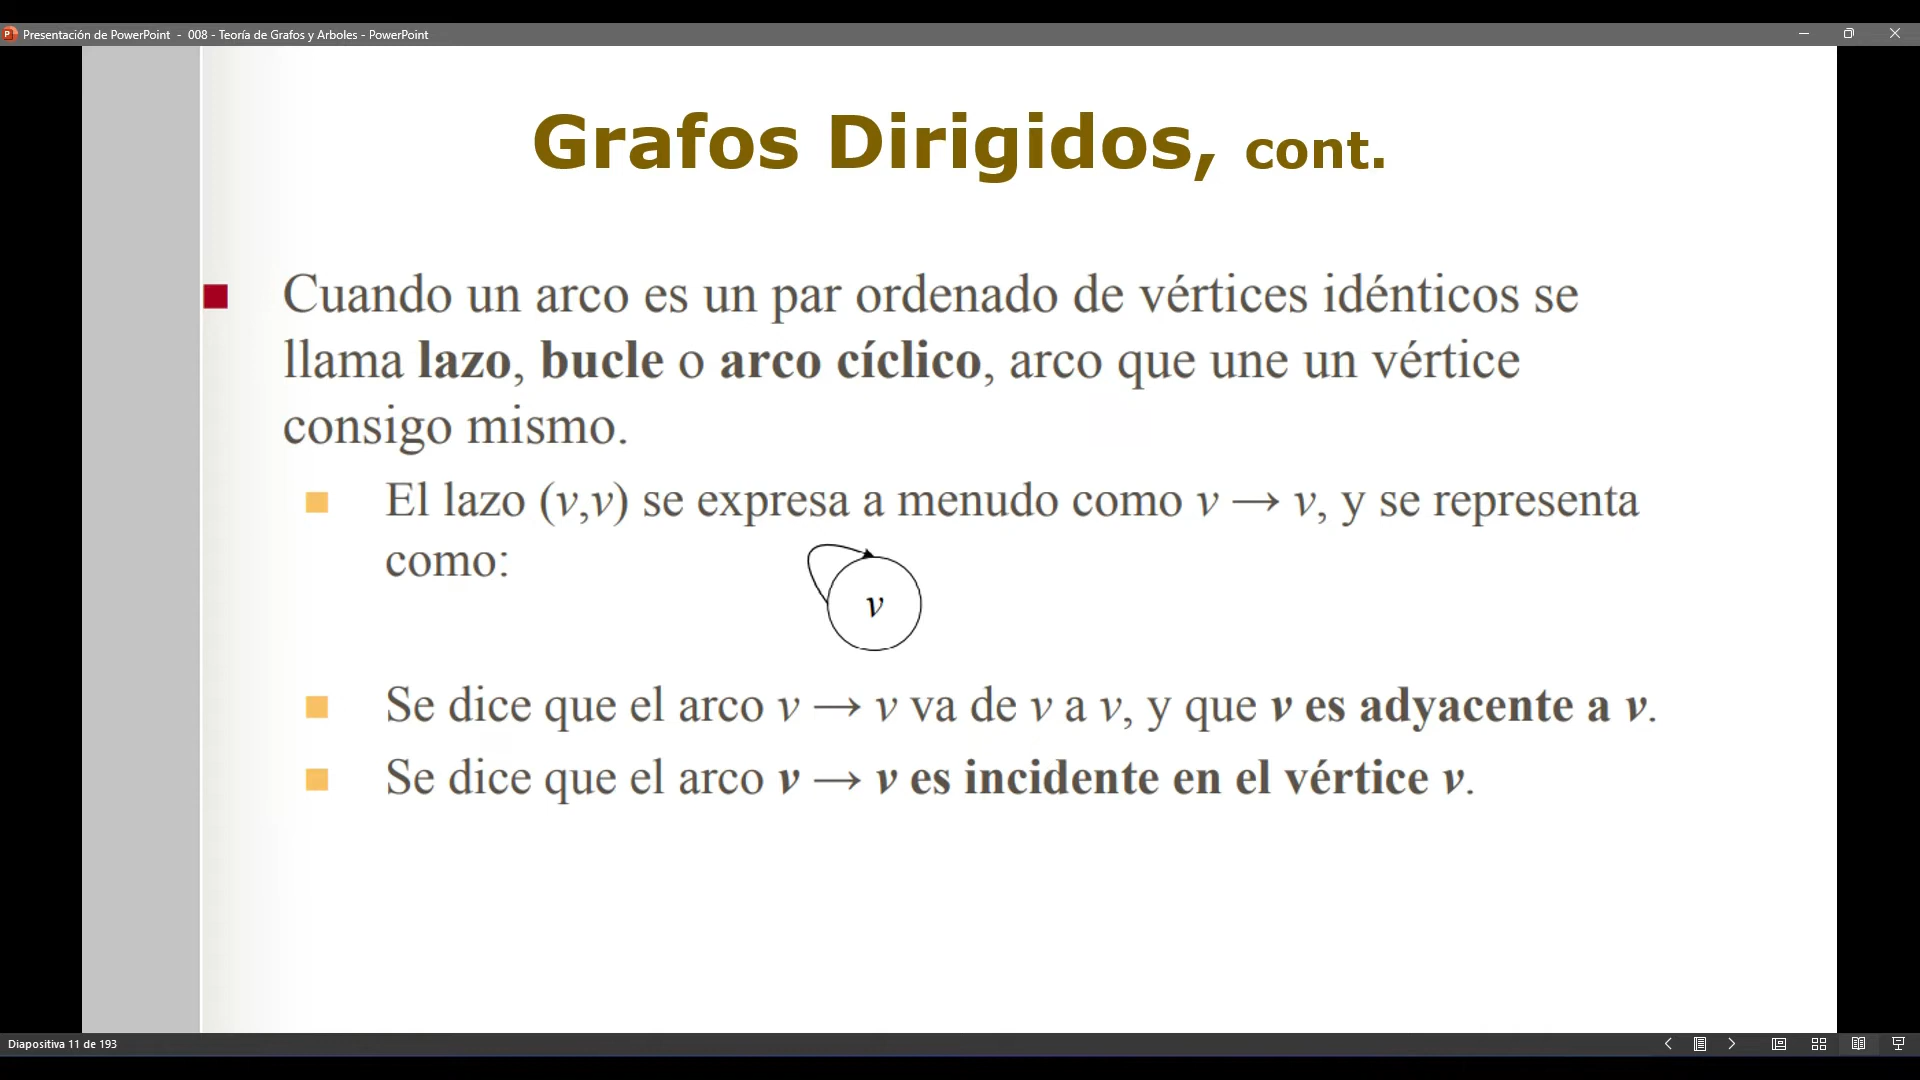 Presentación de PowerPoint - 008 - Teoría de Grafos y Arboles - PowerPoint
Grafos Dirigidos, cont.
Cuando un arco es un par ordenado de vértices idénticos se
llama lazo, bucle o arco cíclico, arco que une un vértice
consigo mismo.
El lazo (v,v) se expresa a menudo como v → v, y se representa
como:
v
Se dice que el arco v → v va de v a v, y que v es adyacente a v.
Se dice que el arco v → v es incidente en el vértice v.
Diapositiva 11 de 193